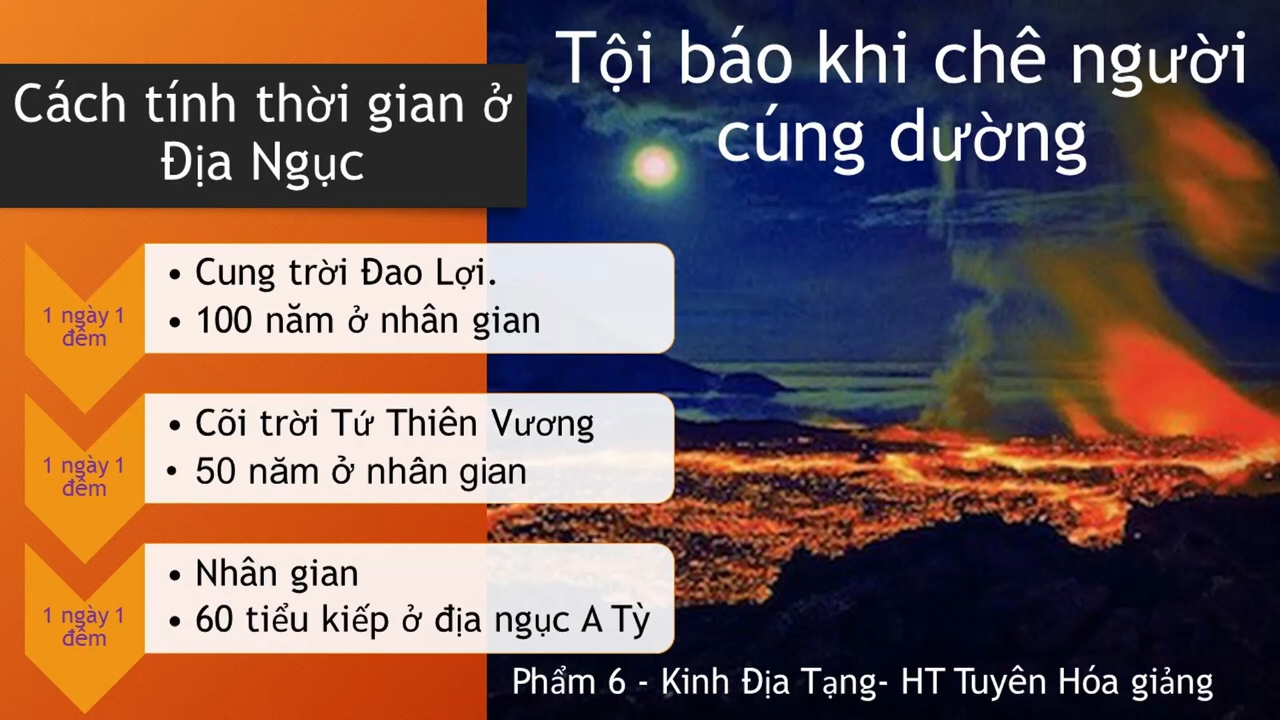 Tội báo khi chê người
cúng dường
Cách tính thời gian ở
Địa Ngục
1 ngày 1
đêm
• Cung trời Đao Lợi.
• 100 năm ở nhân gian
1 ngày 1
đêm
• Cõi trời Tứ Thiên Vương
• 50 năm ở nhân gian
1 ngày 1
đêm
• Nhân gian
• 60 tiểu kiếp ở địa ngục A Tỳ
Phẩm 6 - Kinh Địa Tạng- HT Tuyên Hóa giảng